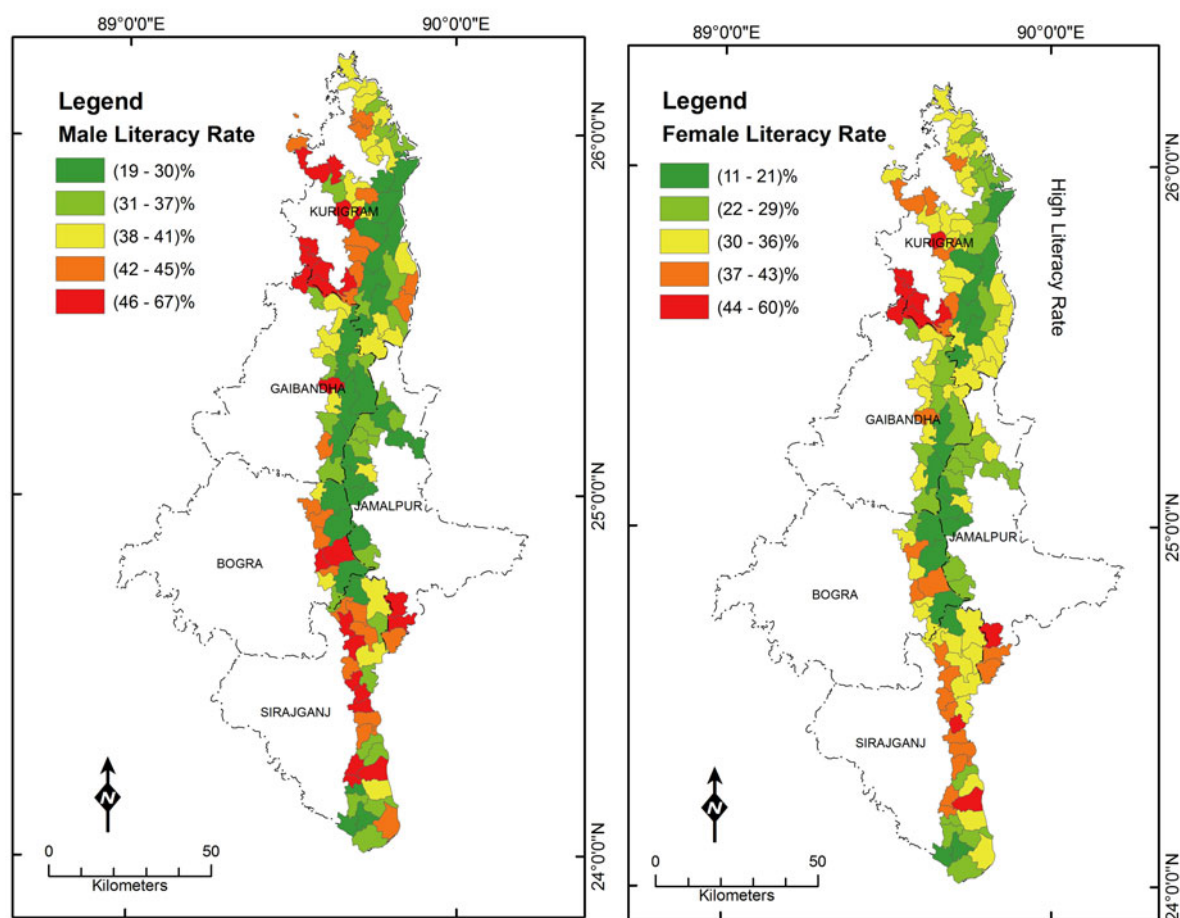 89°0'0"E
90°0'0"E
Legend
Male Literacy Rate
(19 - 30)%
(31 - 37)%
(38 - 41)%
(42 - 45)%
(46 - 67)%
26°0'0"N
KURIGRAM
GAIBANDHA
25°0'0"N
JAMALPUR
BOGRA
SIRAJGANJ
N
0
50
Kilometers
24°0'0"N
89°0'0"E
90°0'0"E
Legend
Female Literacy Rate
(11 - 21)%
(22 - 29)%
(30 - 36)%
(37 - 43)%
(44 - 60)%
High Literacy Rate
26°0'0"N
KURIGRAM
GAIBANDHA
25°0'0"N
JAMALPUR
BOGRA
SIRAJGANJ
N
0
50
Kilometers
24°0'0"N